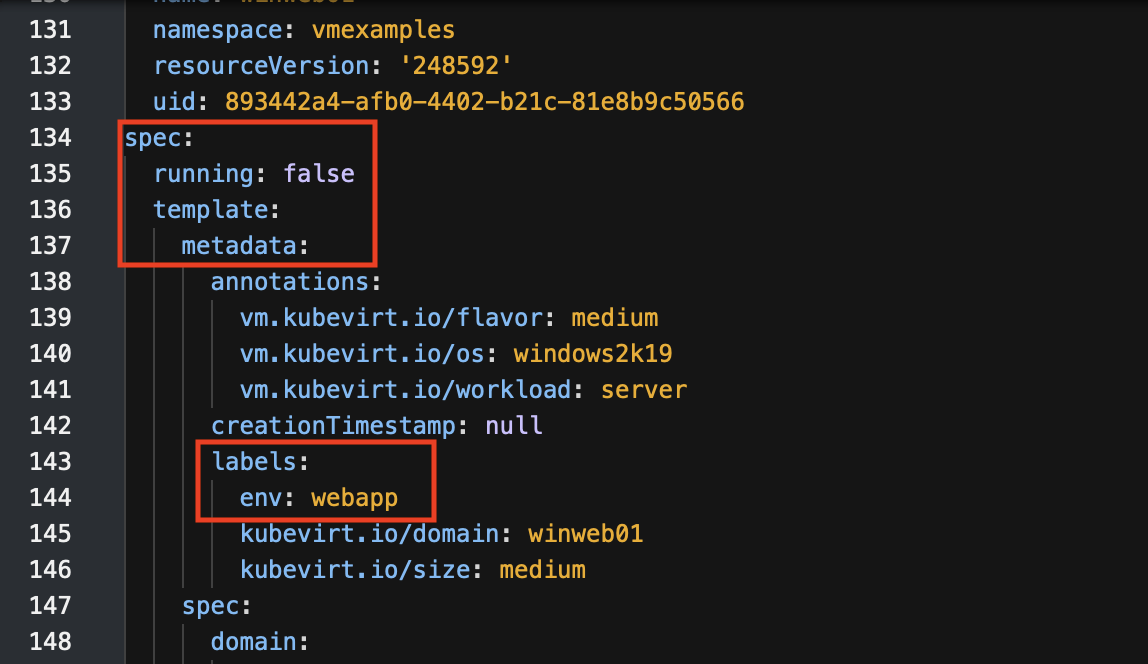 130 name: winweb01
131 namespace: vmexamples
132 resourceVersion: '248592'
133 uid: 893442a4-afb0-4402-b21c-81e8b9c50566
134 spec:
135 running: false
136 template:
137 metadata:
138 annotations:
139 vm.kubevirt.io/flavor: medium
140 vm.kubevirt.io/os: windows2k19
141 vm.kubevirt.io/workload: server
142 creationTimestamp: null
143 labels:
144 env: webapp
145 kubevirt.io/domain: winweb01
146 kubevirt.io/size: medium
147 spec:
148 domain: